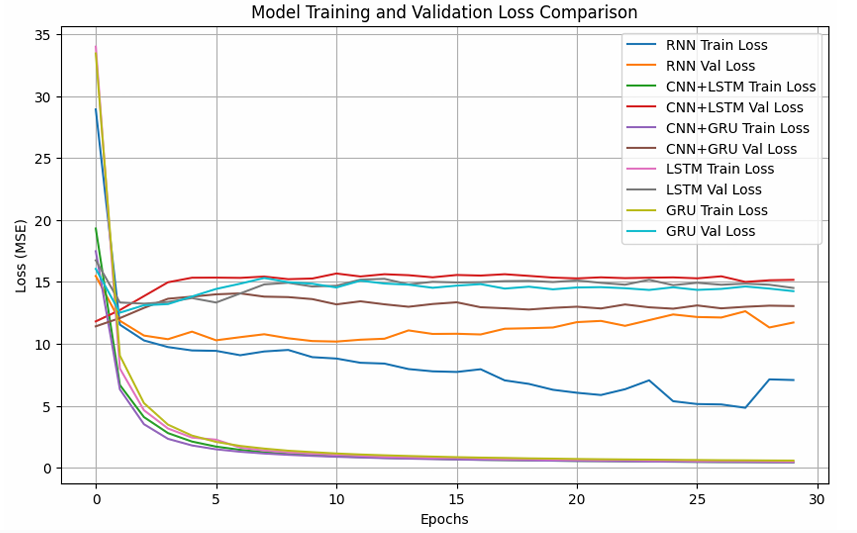 Model Training and Validation Loss Comparison
35
30
25
20
15
10
5
0
Loss (MSE)
RNN Train Loss
RNN Val Loss
CNN+LSTM Train Loss
CNN+LSTM Val Loss
CNN+GRU Train Loss
CNN+GRU Val Loss
LSTM Train Loss
LSTM Val Loss
GRU Train Loss
GRU Val Loss
0 5 10 15 20 25 30
Epochs